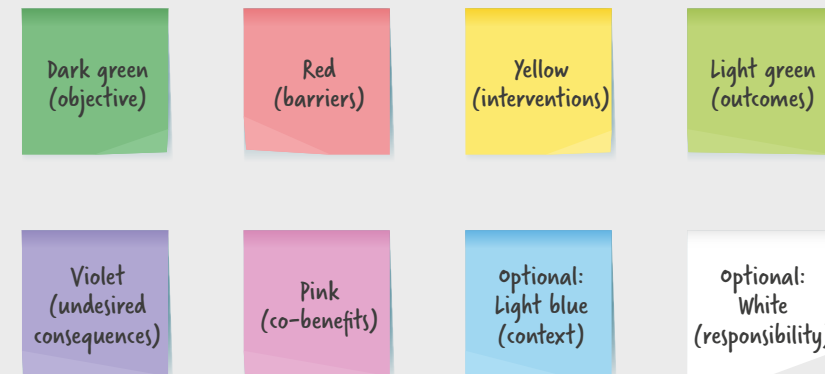 Dark green
(objective)
Red
(barriers)
Yellow
(interventions)
Light green
(outcomes)
Violet
(undesired
consequences)
Pink
(co-benefits)
Optional:
Light blue
(context)
Optional:
White
(responsibility)